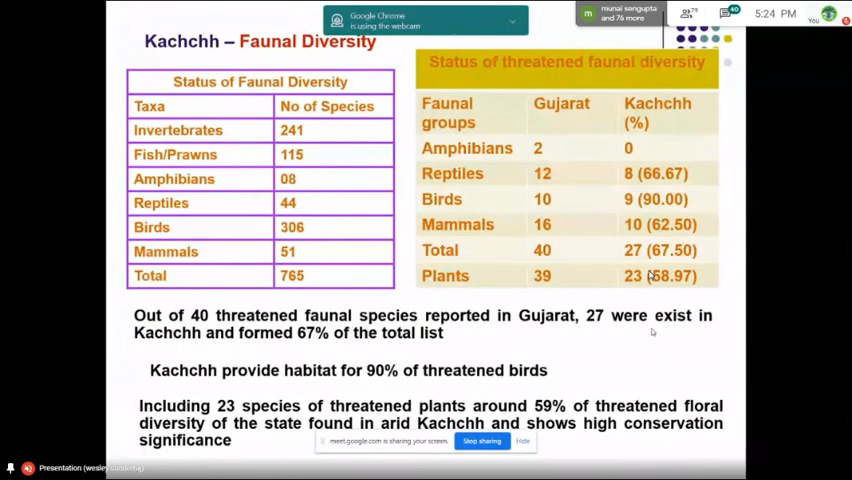 Google Chrome
is using the webcam
munai sengupta
and 76 more
79
40
5:24 PM
You
Kachchh – Faunal Diversity
Status of Faunal Diversity
Taxa No of Species
Invertebrates 241
Fish/Prawns 115
Amphibians 08
Reptiles 44
Birds 306
Mammals 51
Total 765
Status of threatened faunal diversity
Faunal groups Gujarat Kachchh (%)
Amphibians 2 0
Reptiles 12 8 (66.67)
Birds 10 9 (90.00)
Mammals 16 10 (62.50)
Total 40 27 (67.50)
Plants 39 23 (58.97)
Out of 40 threatened faunal species reported in Gujarat, 27 were exist in
Kachchh and formed 67% of the total list
Kachchh provide habitat for 90% of threatened birds
Including 23 species of threatened plants around 59% of threatened floral
diversity of the state found in arid Kachchh and shows high conservation
significance
meet.google.com is sharing your screen. Stop sharing Hide
Presentation (wesley